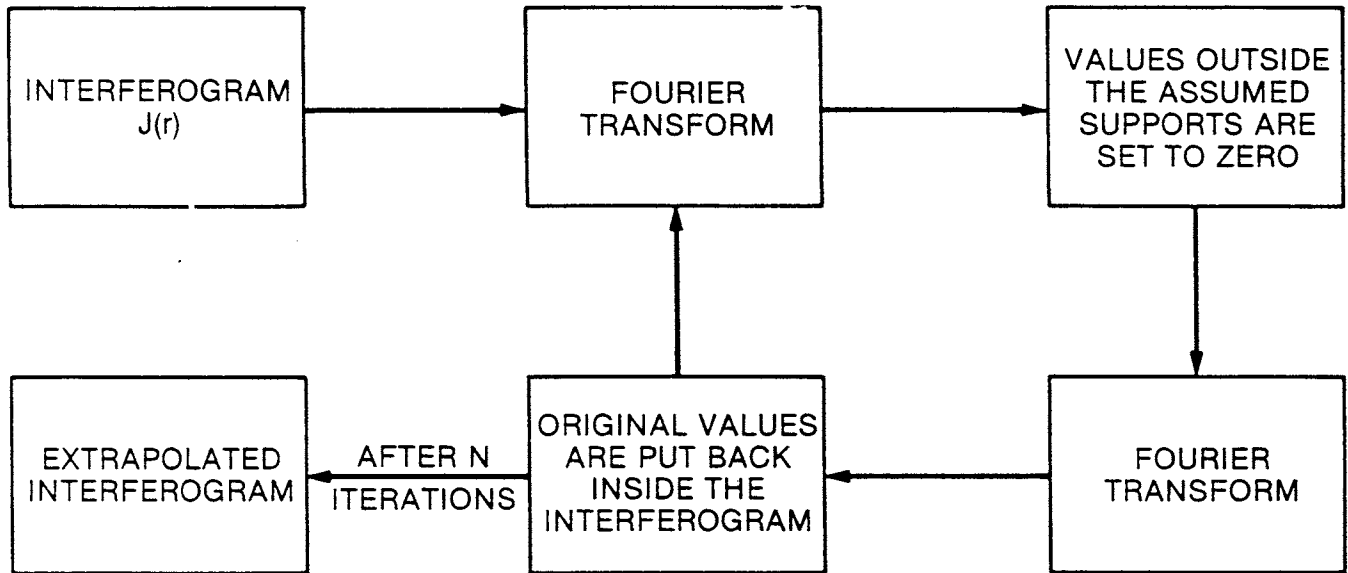 INTERFEROGRAM
J(r)
FOURIER
TRANSFORM
VALUES OUTSIDE
THE ASSUMED
SUPPORTS ARE
SET TO ZERO
EXTRAPOLATED
INTERFEROGRAM
AFTER N
ITERATIONS
ORIGINAL VALUES
ARE PUT BACK
INSIDE THE
INTERFEROGRAM
FOURIER
TRANSFORM